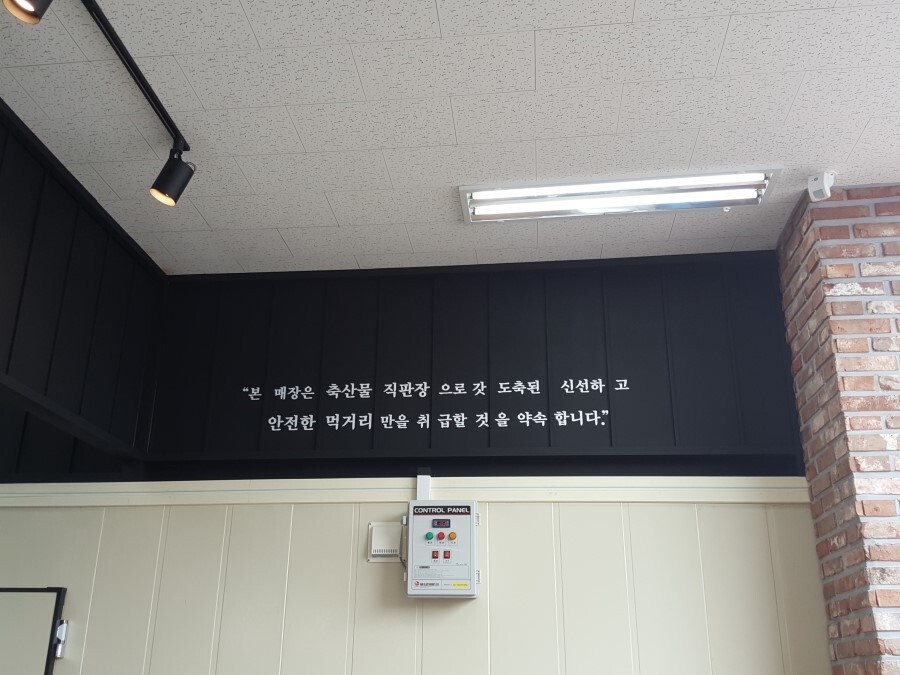 “본 매장은 축산물 직판장 으로 갓 도축된 신선하 고
안전한 먹거리 만을 취 급할 것 을 약속 합니다.”
CONTROL PANEL